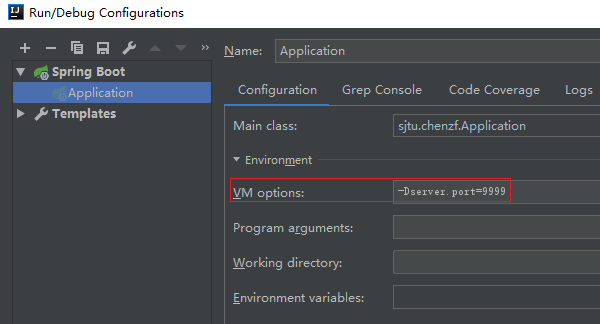 IJ Run/Debug Configurations
Name: Application
Spring Boot
Application
Templates
Configuration Grep Console Code Coverage Logs
Main class: sjtu.chenzf.Application
Environment
VM options: -Dserver.port=9999
Program arguments:
Working directory:
Environment variables: